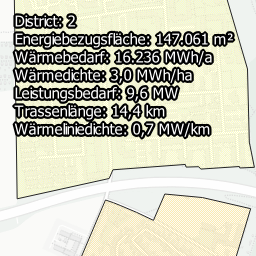 District: 2
Energiebezugsfläche: 147.061 m²
Wärmebedarf: 16.236 MWh/a
Wärmedichte: 3,0 MWh/ha
Leistungsbedarf: 9,6 MW
Trassenlänge: 14,4 km
Wärmeliniedichte: 0,7 MW/km